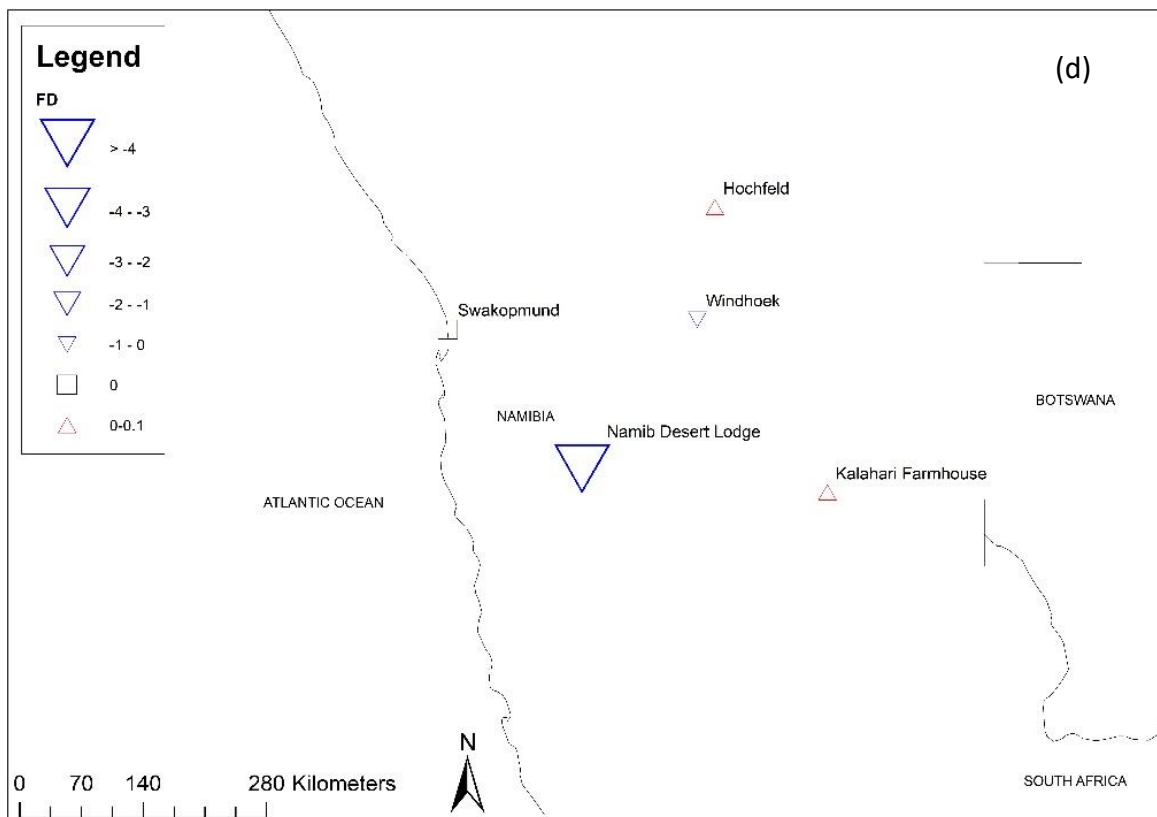 Legend
FD
> -4
-4 - -3
-3 - -2
-2 - -1
-1 - 0
0
0-0.1
(d)
Hochfeld
Windhoek
Swakopmund
NAMIBIA
BOTSWANA
Namib Desert Lodge
Kalahari Farmhouse
ATLANTIC OCEAN
N
0 70 140 280 Kilometers
SOUTH AFRICA